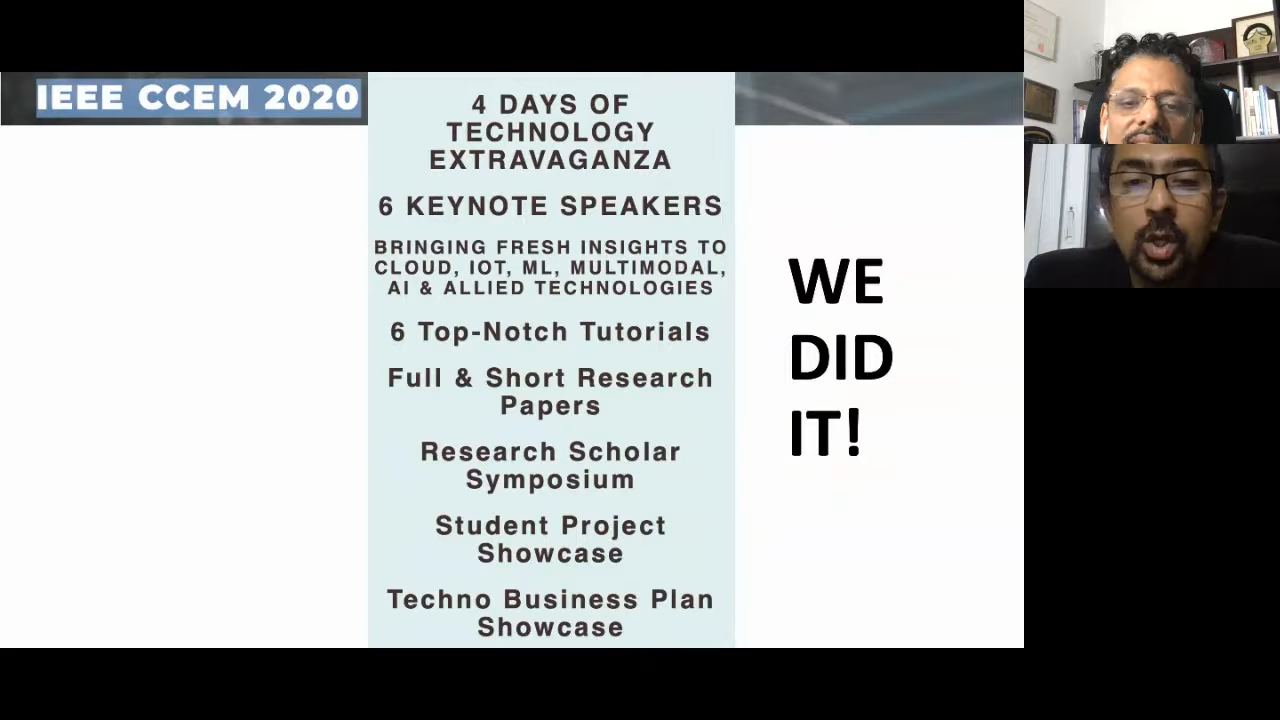 IEEE CCEM 2020
4 DAYS OF
TECHNOLOGY
EXTRAVAGANZA
6 KEYNOTE SPEAKERS
BRINGING FRESH INSIGHTS TO
CLOUD, IOT, ML, MULTIMODAL,
AI & ALLIED TECHNOLOGIES
6 Top-Notch Tutorials
Full & Short Research
Papers
Research Scholar
Symposium
Student Project
Showcase
Techno Business Plan
Showcase
WE
DID
IT!